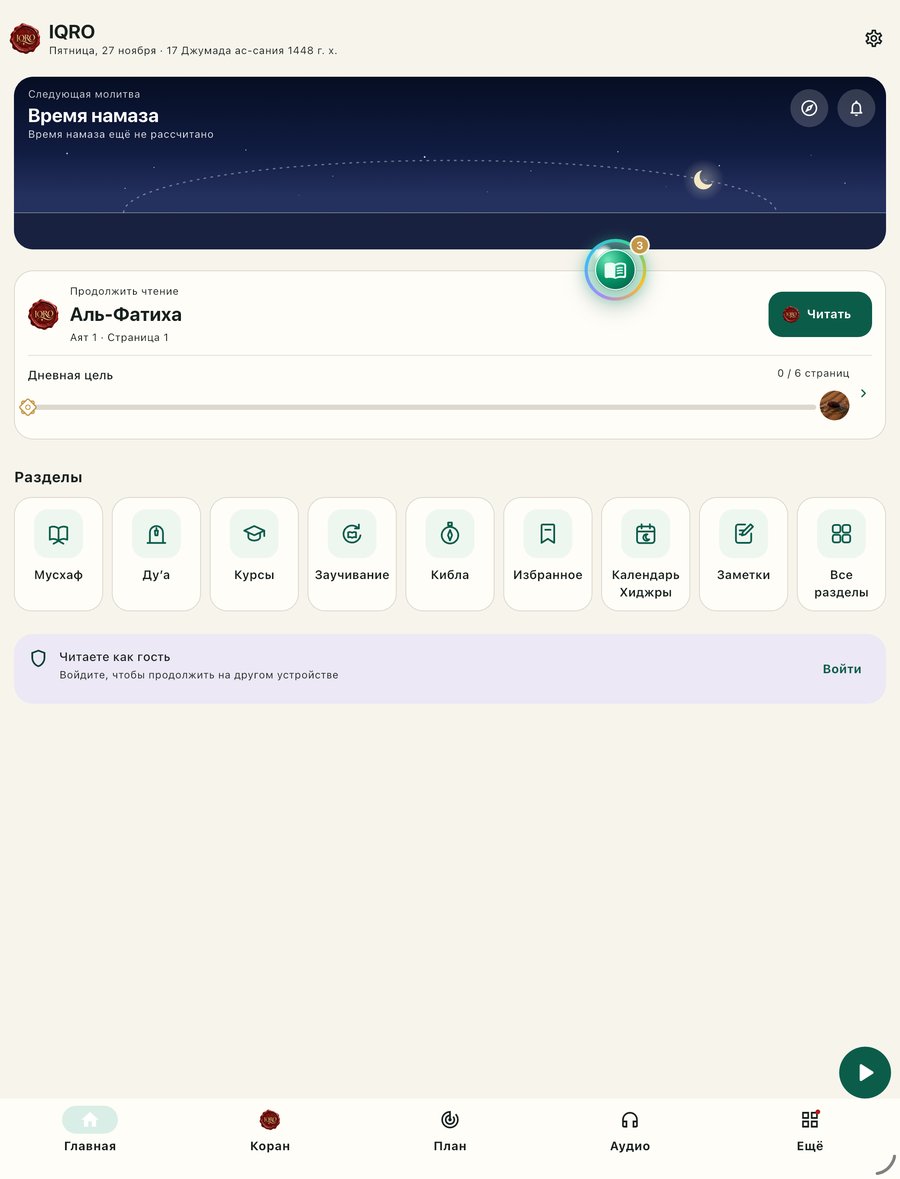 IQRO
Пятница, 27 ноября · 17 Джумада ас-сания 1448 г. х.
Следующая молитва
Время намаза
Время намаза ещё не рассчитано
3
Продолжить чтение
IQRO
Аль-Фатиха
Аят 1 · Страница 1
IQRO
Читать
Дневная цель
0 / 6 страниц
Разделы
Мусхаф
Ду’а
Курсы
Заучивание
Кибла
Избранное
Календарь
Хиджры
Заметки
Все
разделы
Читаете как гость
Войдите, чтобы продолжить на другом устройстве
Войти
Главная
IQRO
Коран
План
Аудио
Ещё